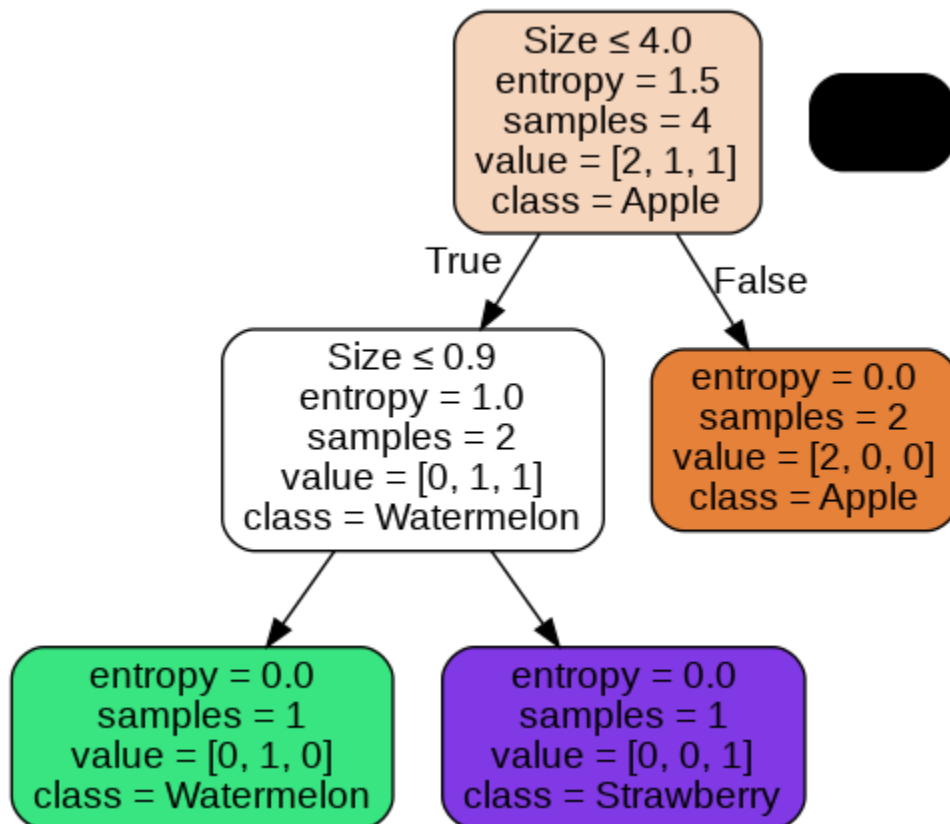 Size ≤ 4.0
entropy = 1.5
samples = 4
value = [2, 1, 1]
class = Apple
True
False
Size ≤ 0.9
entropy = 1.0
samples = 2
value = [0, 1, 1]
class = Watermelon
entropy = 0.0
samples = 2
value = [2, 0, 0]
class = Apple
entropy = 0.0
samples = 1
value = [0, 1, 0]
class = Watermelon
entropy = 0.0
samples = 1
value = [0, 0, 1]
class = Strawberry